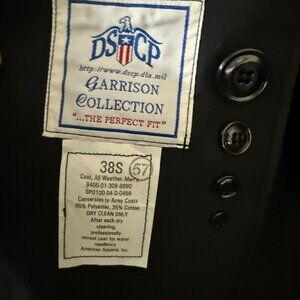 DSCP
http://www.dscp.dla.mil
GARRISON
COLLECTION
"...THE PERFECT FIT"
38S 57
Coat, All Weather, Men's
8405-01-308-8690
SPO100-04-D-0458
Conversion to Army Coats
65% Polyester, 35% Cotton
DRY CLEAN ONLY
After each dry
cleaning,
professionally
retreat coat for water
repellency
American Apparel, Inc.